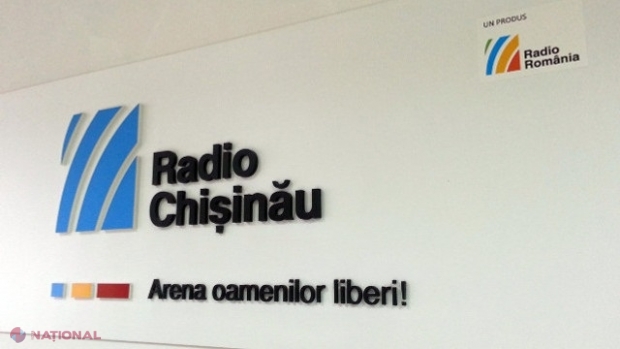 UN PRODUS
Radio
România
Radio
Chișinău
Arena oamenilor liberi!
NAȚIONAL